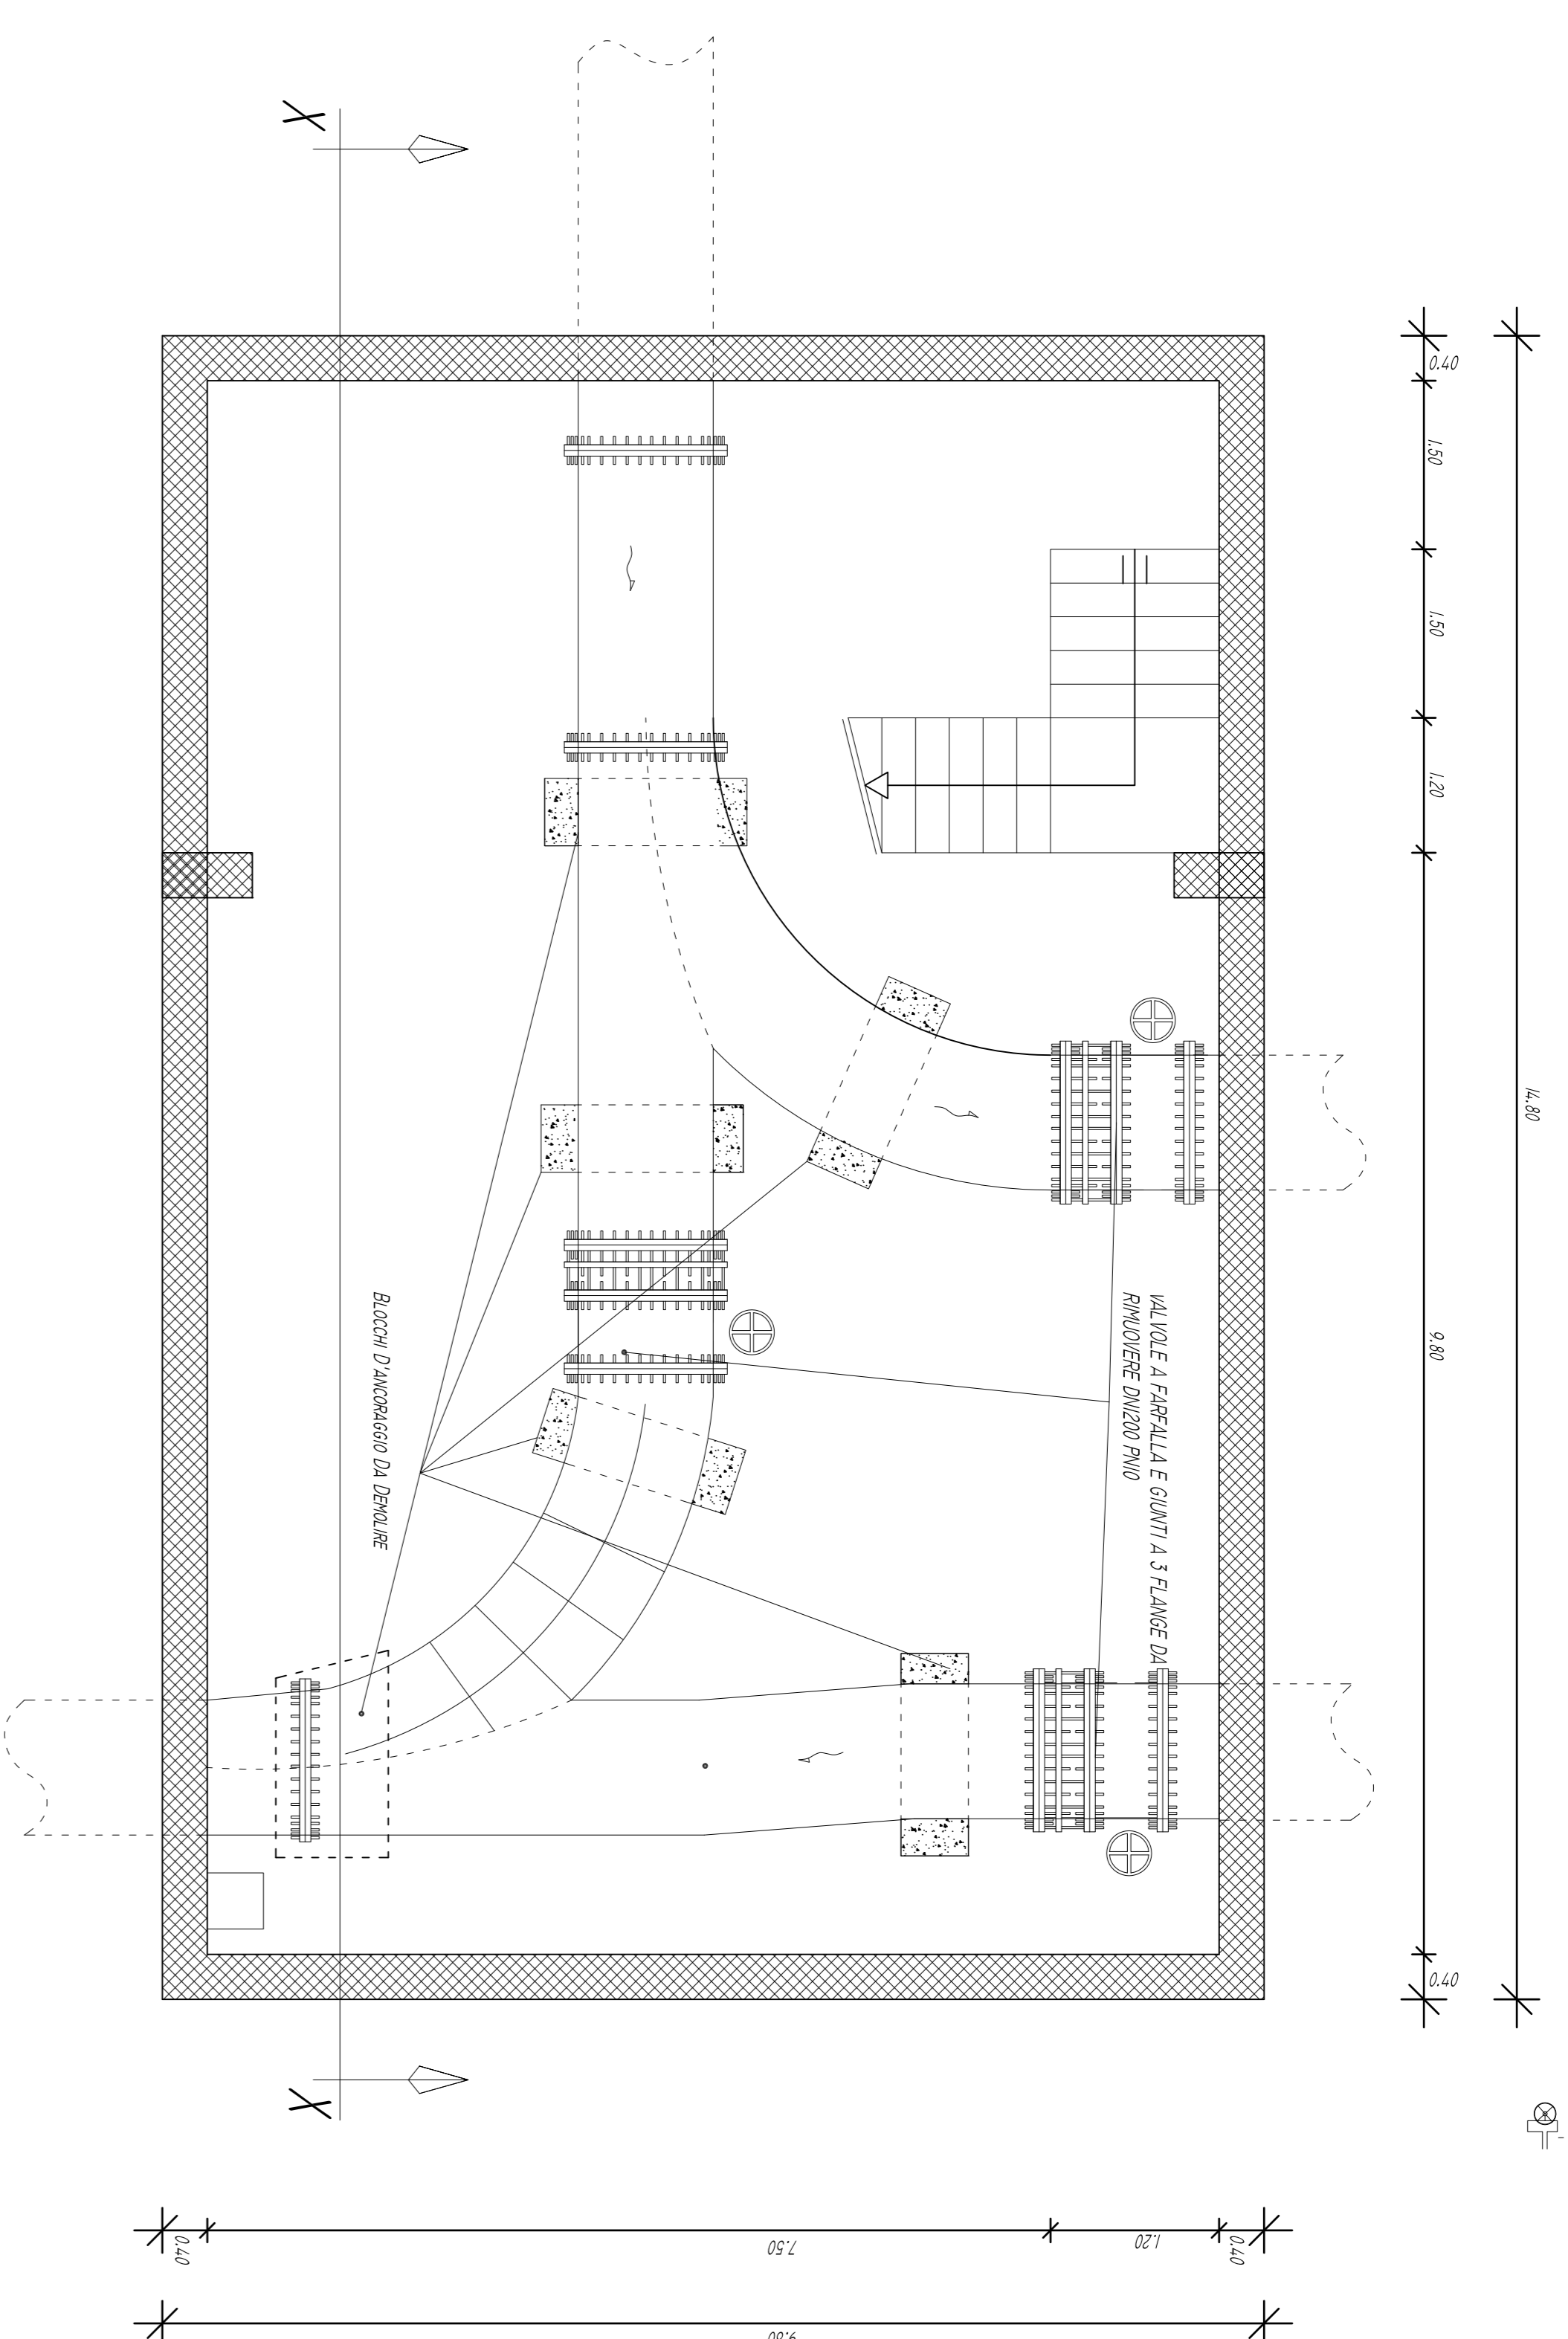 X
X
0.40
1.50
1.50
1.20
9.80
0.40
14.80
VALVOLE A FARFALLA E GIUNTI A 3 FLANGE DA
RIMUOVERE DN1200 PN10
BLOCCHI D'ANCORAGGIO DA DEMOLIRE
0.40
7.50
1.20
0.40